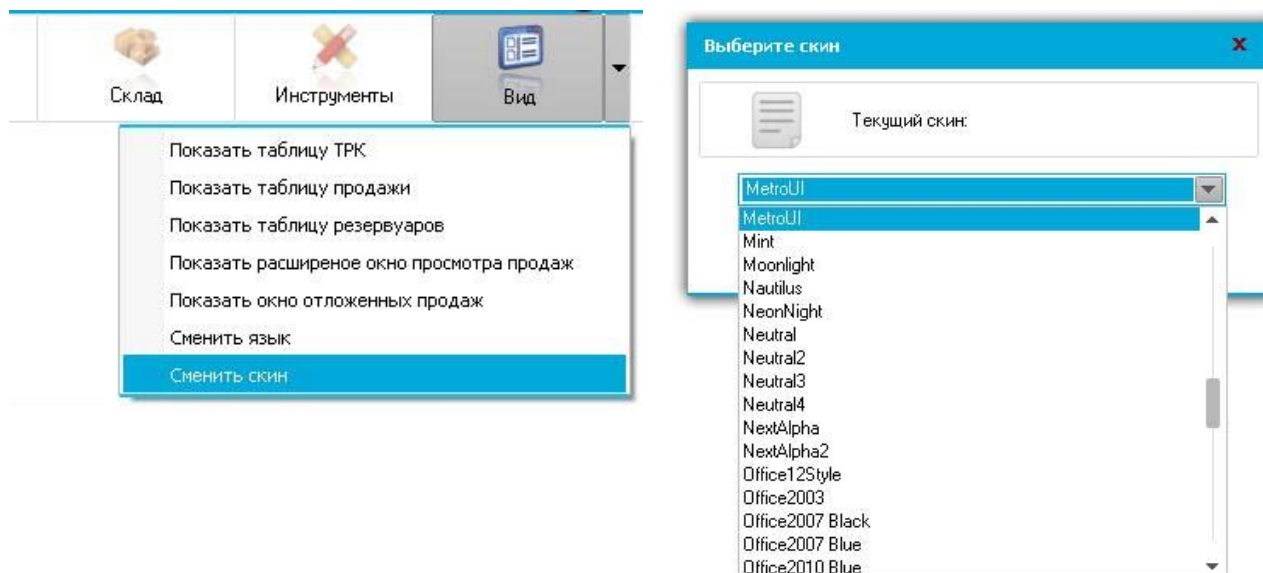 Склад
Инструменты
Вид
Показать таблицу ТРК
Показать таблицу продажи
Показать таблицу резервуаров
Показать расширеное окно просмотра продаж
Показать окно отложенных продаж
Сменить язык
Сменить скин
Выберите скин
Текущий скин:
MetroUI
MetroUI
Mint
Moonlight
Nautilus
NeonNight
Neutral
Neutral2
Neutral3
Neutral4
NextAlpha
NextAlpha2
Office12Style
Office2003
Office2007 Black
Office2007 Blue
Office2010 Blue